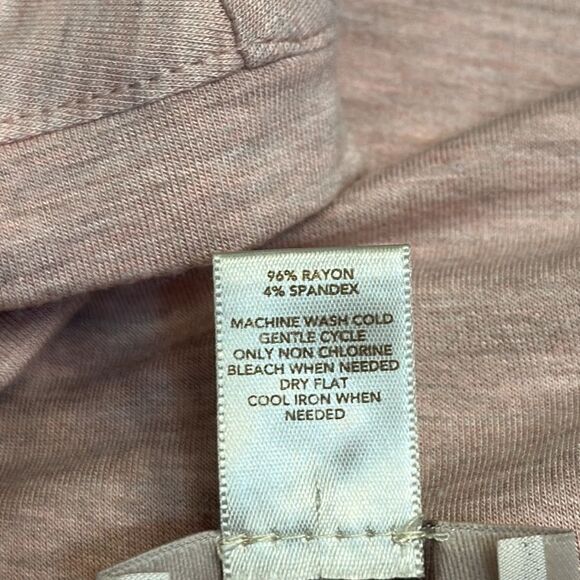 96% RAYON
4% SPANDEX
MACHINE WASH COLD
GENTLE CYCLE
ONLY NON CHLORINE
BLEACH WHEN NEEDED
DRY FLAT
COOL IRON WHEN
NEEDED